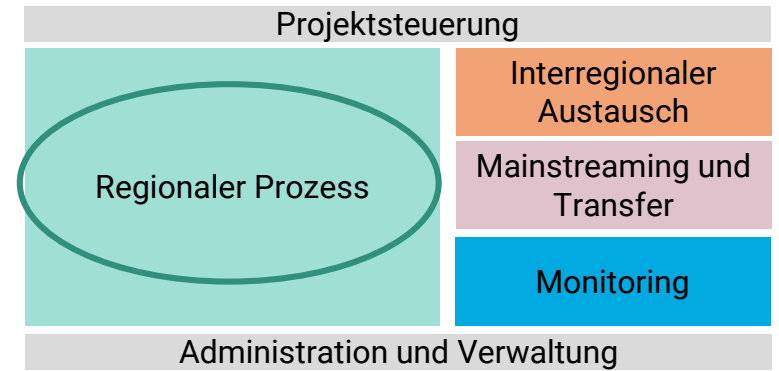 Projektsteuerung
Regionaler Prozess
Interregionaler
Austausch
Mainstreaming und
Transfer
Monitoring
Administration und Verwaltung